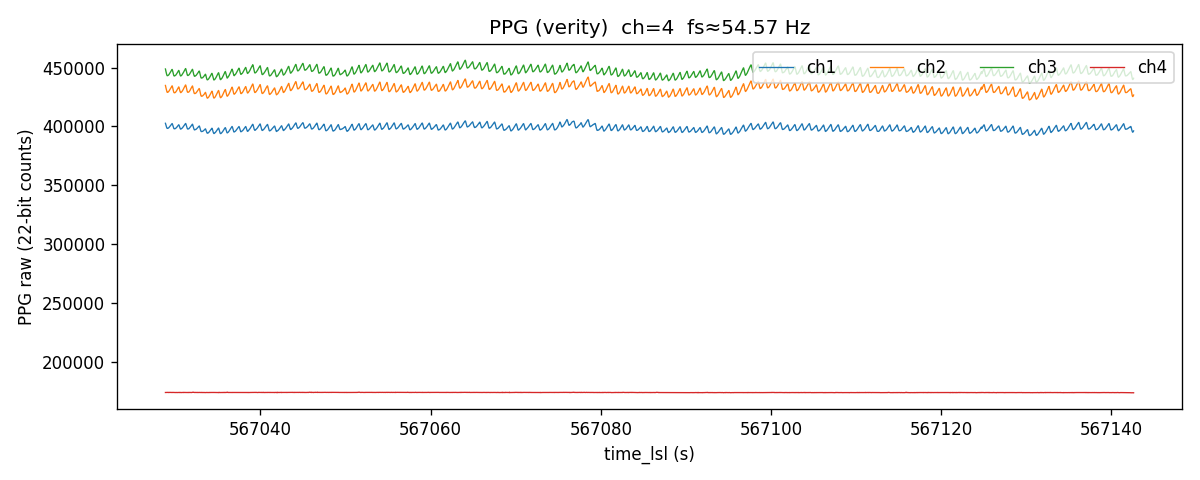 PPG (verity)  ch=4  fs≈54.57 Hz
ch1 ch2 ch3 ch4
PPG raw (22-bit counts)
450000
400000
350000
300000
250000
200000
567040 567060 567080 567100 567120 567140
time_lsl (s)